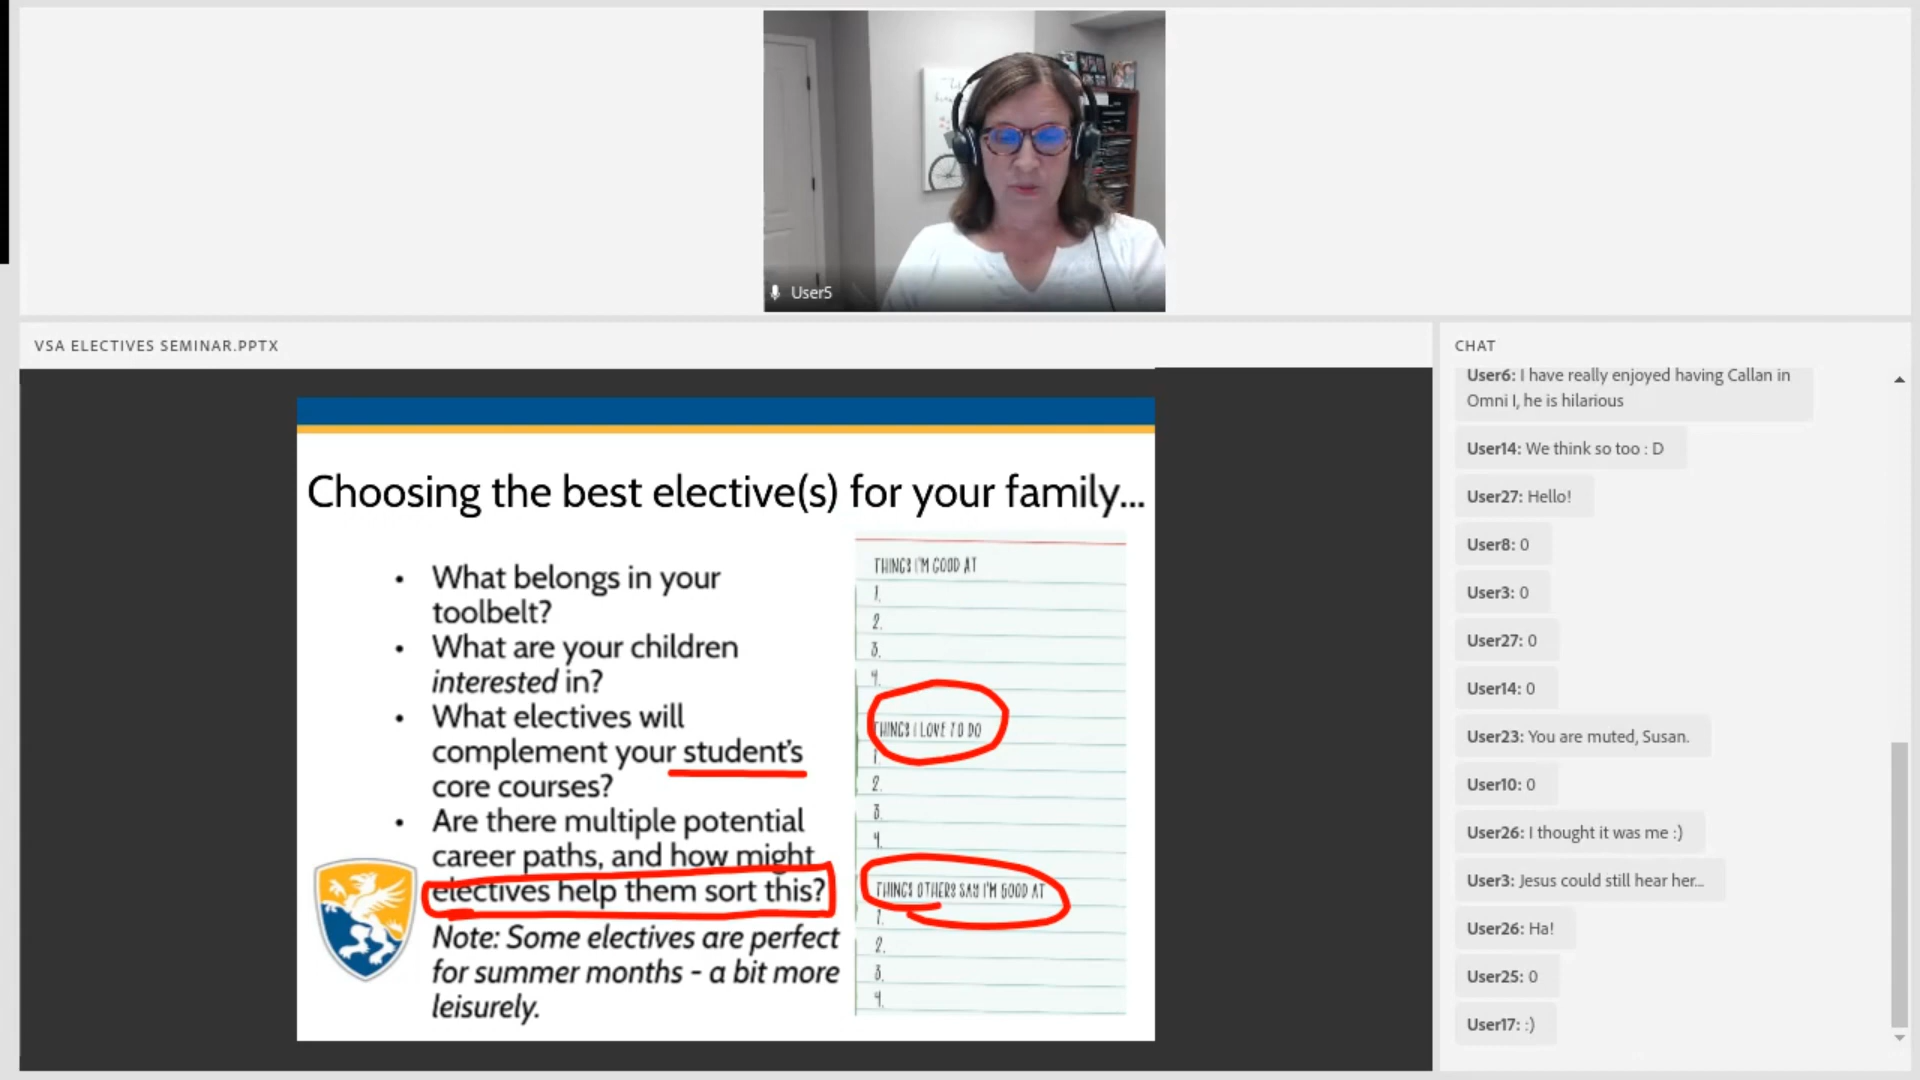 User5
VSA ELECTIVES SEMINAR.PPTX
Choosing the best elective(s) for your family...
• What belongs in your
toolbelt?
• What are your children
interested in?
• What electives will
complement your student's
core courses?
• Are there multiple potential
career paths, and how might
electives help them sort this?
Note: Some electives are perfect
for summer months - a bit more
leisurely.
THINGS I'M GOOD AT
1.
2.
3.
4.
THINGS I LOVE TO DO
1.
2.
3.
4.
THINGS OTHERS SAY I'M GOOD AT
1.
2.
3.
4.
CHAT
User6: I have really enjoyed having Callan in
Omni I, he is hilarious
User14: We think so too : D
User27: Hello!
User8: 0
User3: 0
User27: 0
User14: 0
User23: You are muted, Susan.
User10: 0
User26: I thought it was me :)
User3: Jesus could still hear her...
User26: Ha!
User25: 0
User17: :)